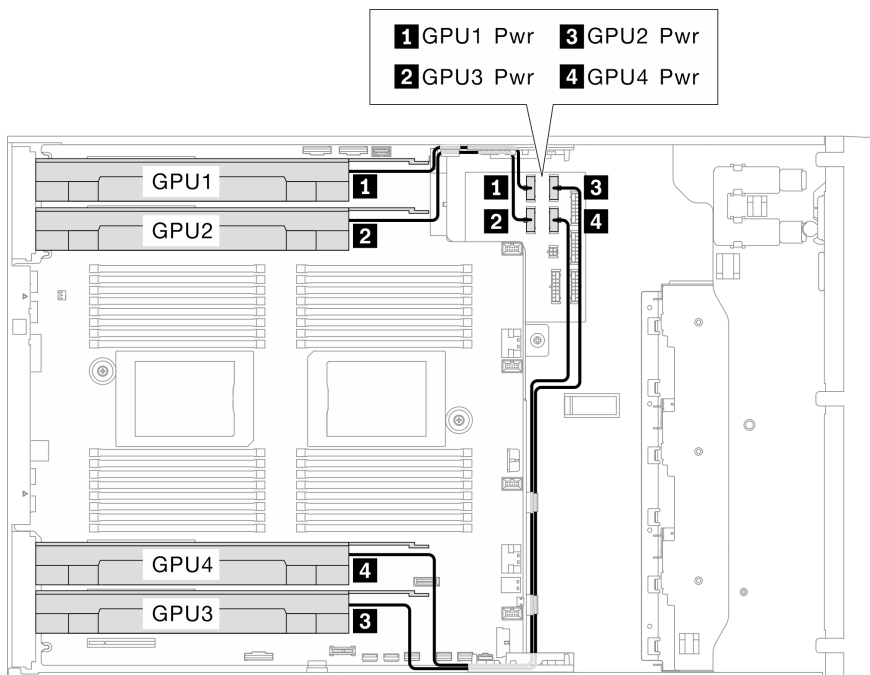 1 GPU1 Pwr 3 GPU2 Pwr
2 GPU3 Pwr 4 GPU4 Pwr
GPU1 1
GPU2 2
1 3
2 4
GPU4 4
GPU3 3